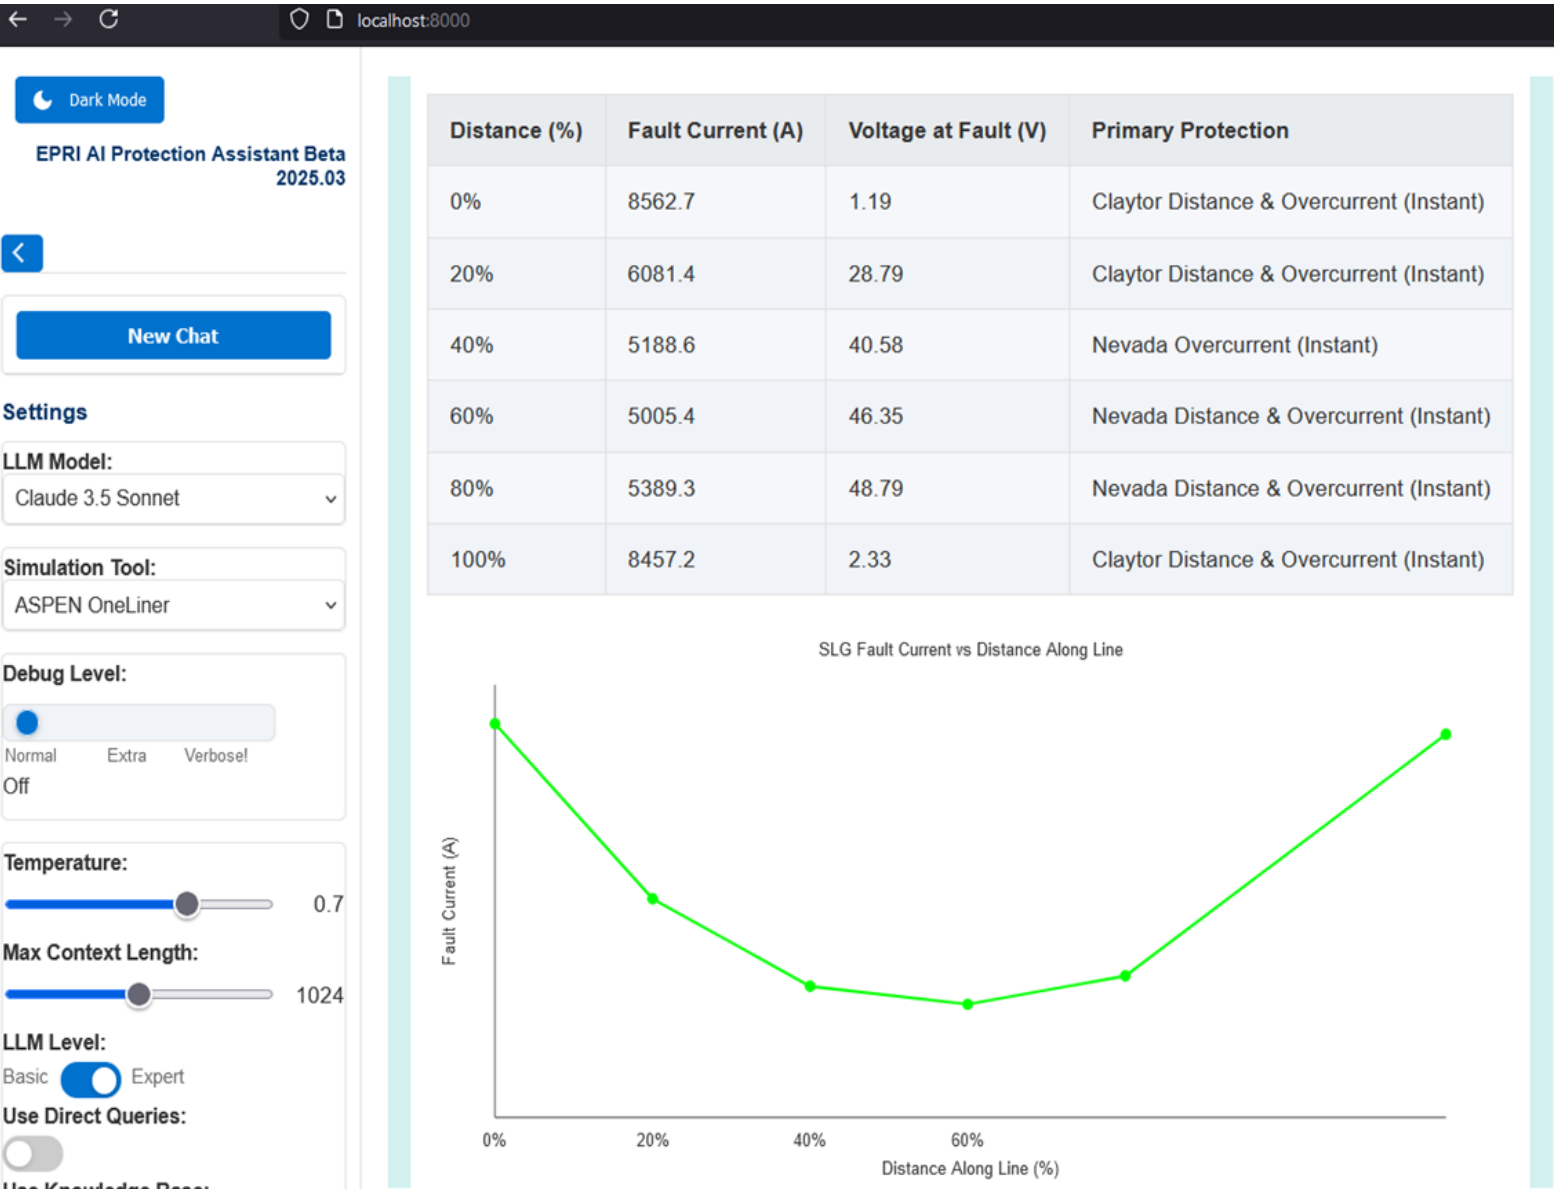 localhost:8000
Dark Mode
EPRI AI Protection Assistant Beta
2025.03
New Chat
Settings
LLM Model:
Claude 3.5 Sonnet
Simulation Tool:
ASPEN OneLiner
Debug Level:
Normal Extra Verbose!
Off
Temperature:
0.7
Max Context Length:
1024
LLM Level:
Basic Expert
Use Direct Queries:
Use Knowledge Base:
Distance (%) Fault Current (A) Voltage at Fault (V) Primary Protection
0% 8562.7 1.19 Claytor Distance & Overcurrent (Instant)
20% 6081.4 28.79 Claytor Distance & Overcurrent (Instant)
40% 5188.6 40.58 Nevada Overcurrent (Instant)
60% 5005.4 46.35 Nevada Distance & Overcurrent (Instant)
80% 5389.3 48.79 Nevada Distance & Overcurrent (Instant)
100% 8457.2 2.33 Claytor Distance & Overcurrent (Instant)
SLG Fault Current vs Distance Along Line
Fault Current (A)
0% 20% 40% 60%
Distance Along Line (%)